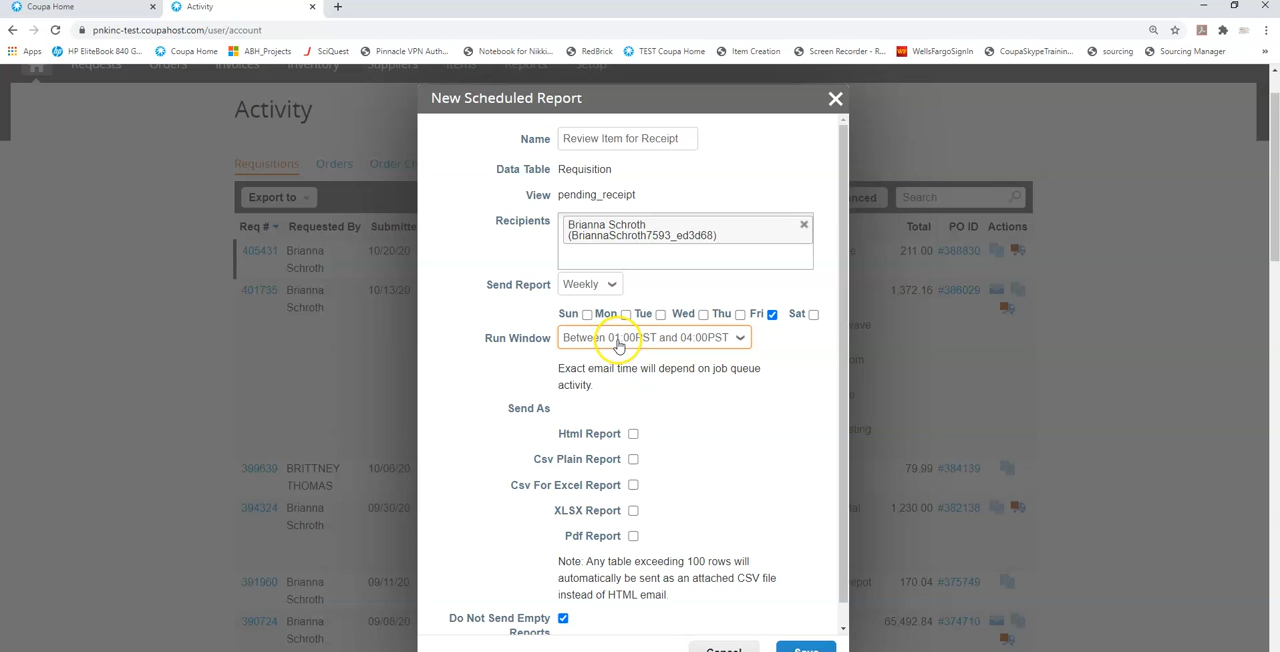 Coupa Home
Activity
pnkinc-test.coupahost.com/user/account
Apps HP EliteBook 840 G... Coupa Home ABH_Projects SciQuest Pinnacle VPN Auth... Notebook for Nikki... RedBrick TEST Coupa Home Item Creation Screen Recorder - R... WellsFargoSignIn CoupaSkyeTrainin... sourcing Sourcing Manager »
Requests Orders Invoices Inventory Suppliers Items Reports Setup
Activity
Requisitions Orders Order Ch
Export to
Search
Req # Requested By Submitte
Total PO ID Actions
405431 Brianna Schroth 10/20/20 211.00 #388830
401735 Brianna Schroth 10/13/20 1,372.16 #386029
399639 BRITTNEY THOMAS 10/06/20. 79.99 #384139
394324 Brianna Schroth 09/30/20 1,230.00 #382138
391960 Brianna Schroth 09/11/20 170.04 #375749
390724 Brianna Schroth 09/08/20 65,492.84 #374710
New Scheduled Report
Name Review Item for Receipt
Data Table Requisition
View pending_receipt
Recipients Brianna Schroth
(BriannaSchroth7593_ed3d68)
Send Report Weekly
Sun Mon Tue Wed Thu Fri Sat
Run Window Between 01:00PST and 04:00PST
Exact email time will depend on job queue
activity.
Send As
Html Report
Csv Plain Report
Csv For Excel Report
XLSX Report
Pdf Report
Note: Any table exceeding 100 rows will
automatically be sent as an attached CSV file
instead of HTML email.
Do Not Send Empty
Reports
Cancel Save